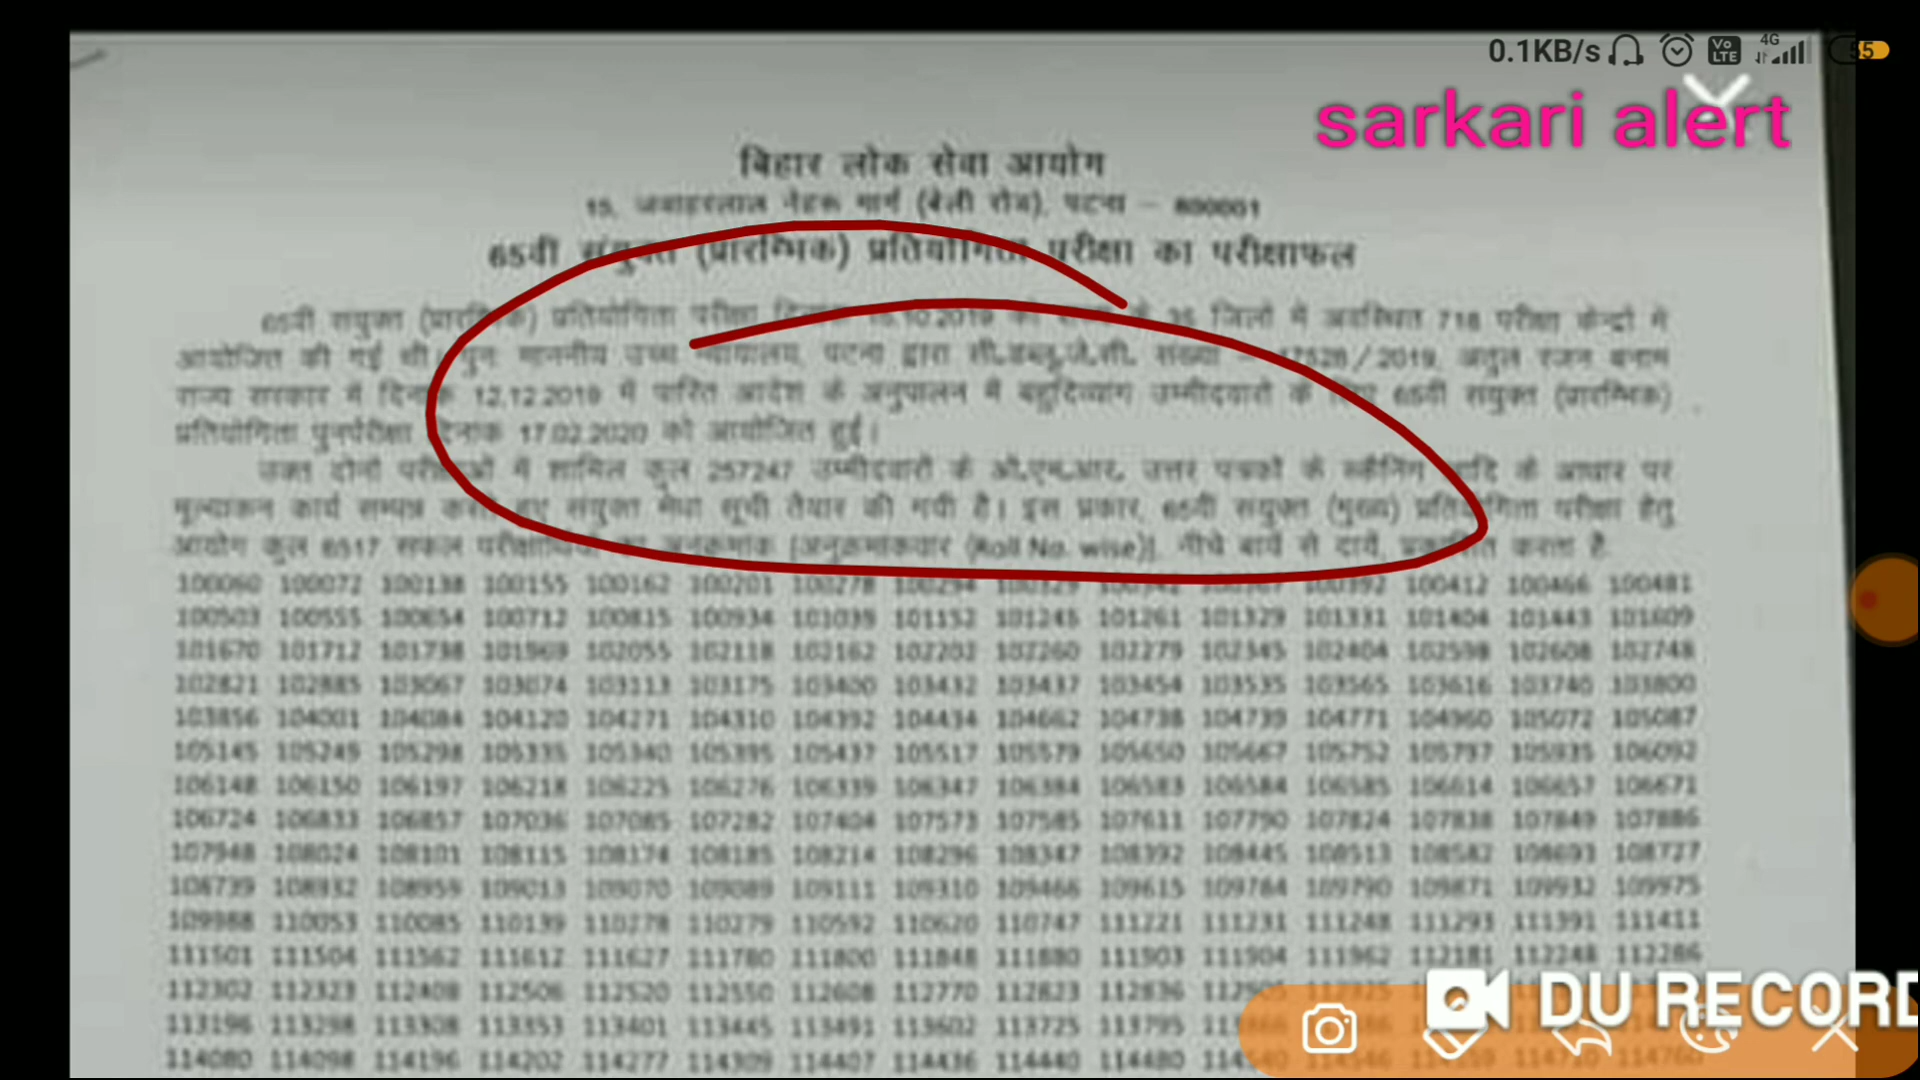 0.1KB/s 4G Vo LTE 55
sarkari alert
बिहार लोक सेवा आयोग
15, जवाहरलाल नेहरू मार्ग (बेली रोड), पटना – 800001
65वीं संयुक्त (प्रारम्भिक) प्रतियोगिता परीक्षा का परीक्षाफल
65वीं संयुक्त (प्रारम्भिक) प्रतियोगिता परीक्षा दिनांक 15.10.2019 को के 35 जिलों में अवस्थित 718 परीक्षा केन्द्रों में
आयोजित की गई थी पुनः माननीय उच्च न्यायालय, पटना द्वारा सी.डब्लू.जे.सी. संख्या – 17528/2019, अतुल रंजन बनाम
राज्य सरकार में दिनांक 12.12.2019 में पारित आदेश के अनुपालन में बहुदिव्यांग उम्मीदवारों के लिए 65वीं संयुक्त (प्रारम्भिक)
प्रतियोगिता पुनर्परीक्षा दिनांक 17.02.2020 को आयोजित हुई।
उक्त दोनों परीक्षाओं में शामिल कुल 257247 उम्मीदवारों के ओ.एम.आर. उत्तर पत्रकों के स्कैनिंग आदि के आधार पर
मूल्यांकन कार्य सम्पन्न करते हुए संयुक्त मेधा सूची तैयार की गयी है। इस प्रकार, 65वीं संयुक्त (मुख्य) प्रतियोगिता परीक्षा हेतु
आयोग कुल 6517 सफल परीक्षार्थियों का अनुक्रमांक [अनुक्रमांकवार (Roll No. wise)], नीचे बायें से दायें, प्रकाशित करता है.
100060 100072 100138 100155 100162 100201 100278 100294 100329 100342 100367 100392 100412 100466 100481
100503 100555 100654 100712 100815 100934 101039 101152 101245 101261 101329 101331 101404 101443 101609
101670 101712 101738 101969 102055 102118 102162 102202 102260 102279 102345 102404 102598 102608 102748
102821 102885 103067 103074 103113 103175 103400 103432 103437 103454 103535 103565 103616 103740 103800
103856 104001 104084 104120 104271 104310 104392 104434 104662 104738 104739 104771 104960 105072 105087
105145 105249 105298 105335 105340 105395 105437 105517 105579 105650 105667 105752 105797 105935 106092
106148 106150 106197 106218 106225 106276 106339 106347 106384 106583 106584 106585 106614 106657 106671
106724 106833 106857 107036 107085 107282 107404 107573 107585 107611 107790 107824 107838 107849 107886
107948 108024 108101 108115 108174 108185 108214 108296 108347 108392 108445 108513 108582 108693 108727
108739 108932 108959 109013 109070 109089 109111 109310 109466 109615 109784 109790 109871 109932 109975
109988 110053 110085 110139 110278 110279 110592 110620 110747 111221 111231 111248 111293 111391 111411
111501 111504 111562 111612 111627 111780 111800 111848 111880 111903 111904 111962 112181 112248 112286
112302 112323 112408 112506 112520 112550 112608 112770 112823 112836
113196 113298 113308 113353 113401 113445 113491 113602 113725 113795
114080 114098 114196 114202 114277 114309 114407 114436 114440 114480
DU RECORD